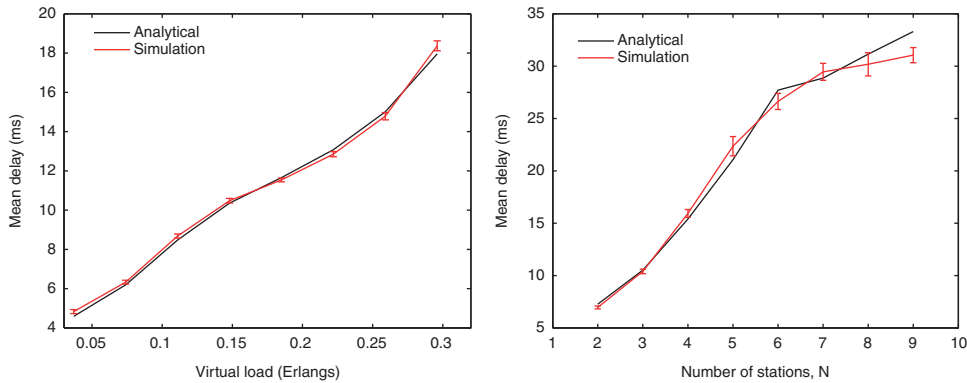 20
18
16
14
12
10
8
6
4
Mean delay (ms)
Analytical
Simulation
0.05 0.1 0.15 0.2 0.25 0.3
Virtual load (Erlangs)
35
30
25
20
15
10
5
Mean delay (ms)
Analytical
Simulation
1 2 3 4 5 6 7 8 9 10
Number of stations, N